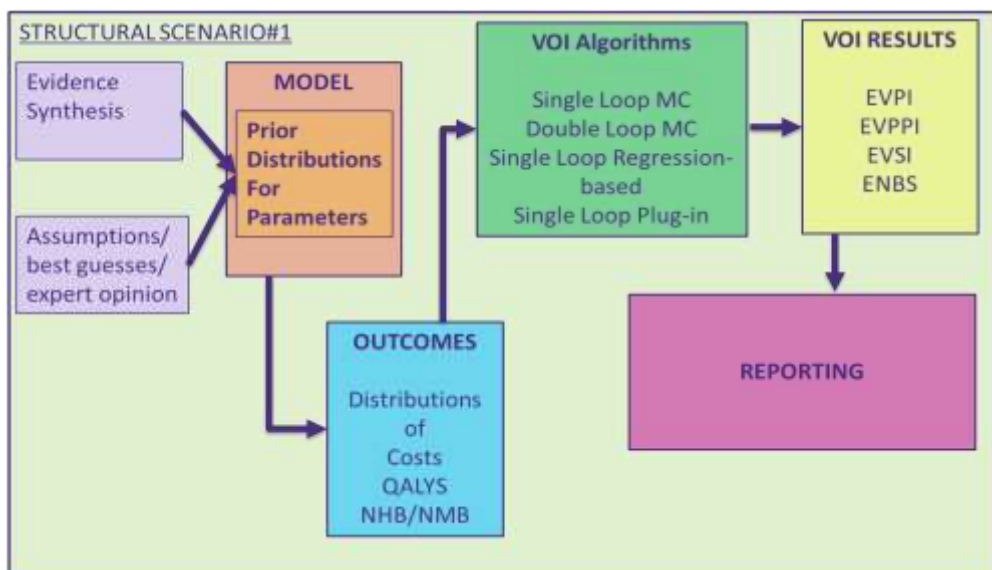 STRUCTURAL SCENARIO#1
Evidence
Synthesis
Assumptions/
best guesses/
expert opinion
MODEL
Prior
Distributions
For
Parameters
OUTCOMES
Distributions
of
Costs
QALYS
NHB/NMB
VOI Algorithms
Single Loop MC
Double Loop MC
Single Loop Regression-
based
Single Loop Plug-in
VOI RESULTS
EVPI
EVPPI
EVSI
ENBS
REPORTING